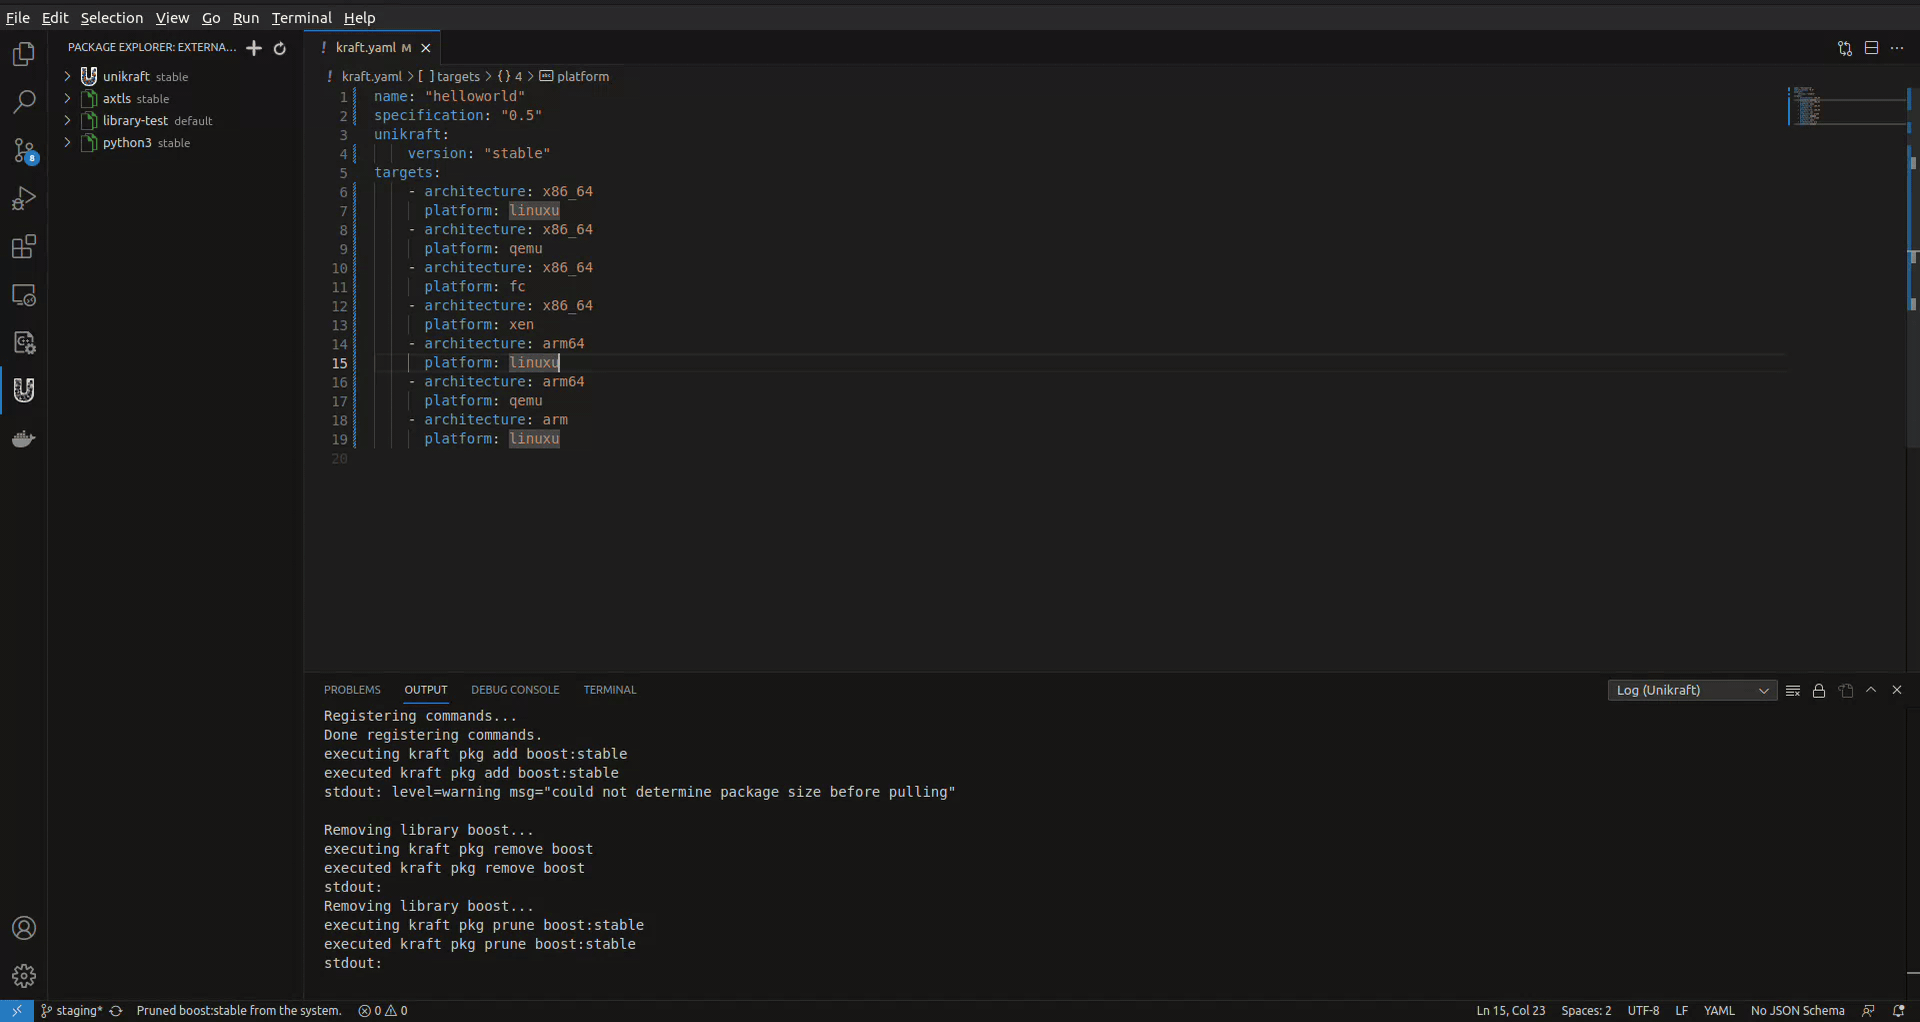 File Edit Selection View Go Run Terminal Help
PACKAGE EXPLORER: EXTERNA...
unikraft stable
axtls stable
library-test default
python3 stable
8
! kraft.yaml M
! kraft.yaml > [ ] targets > {} 4 > abc platform
1 name: "helloworld"
2 specification: "0.5"
3 unikraft:
4 version: "stable"
5 targets:
6 - architecture: x86_64
7 platform: linuxu
8 - architecture: x86_64
9 platform: qemu
10 - architecture: x86_64
11 platform: fc
12 - architecture: x86_64
13 platform: xen
14 - architecture: arm64
15 platform: linuxu
16 - architecture: arm64
17 platform: qemu
18 - architecture: arm
19 platform: linuxu
20
PROBLEMS OUTPUT DEBUG CONSOLE TERMINAL Log (Unikraft)
Registering commands...
Done registering commands.
executing kraft pkg add boost:stable
executed kraft pkg add boost:stable
stdout: level=warning msg="could not determine package size before pulling"
Removing library boost...
executing kraft pkg remove boost
executed kraft pkg remove boost
stdout:
Removing library boost...
executing kraft pkg prune boost:stable
executed kraft pkg prune boost:stable
stdout:
staging* Pruned boost:stable from the system. 0 0 Ln 15, Col 23 Spaces: 2 UTF-8 LF YAML No JSON Schema